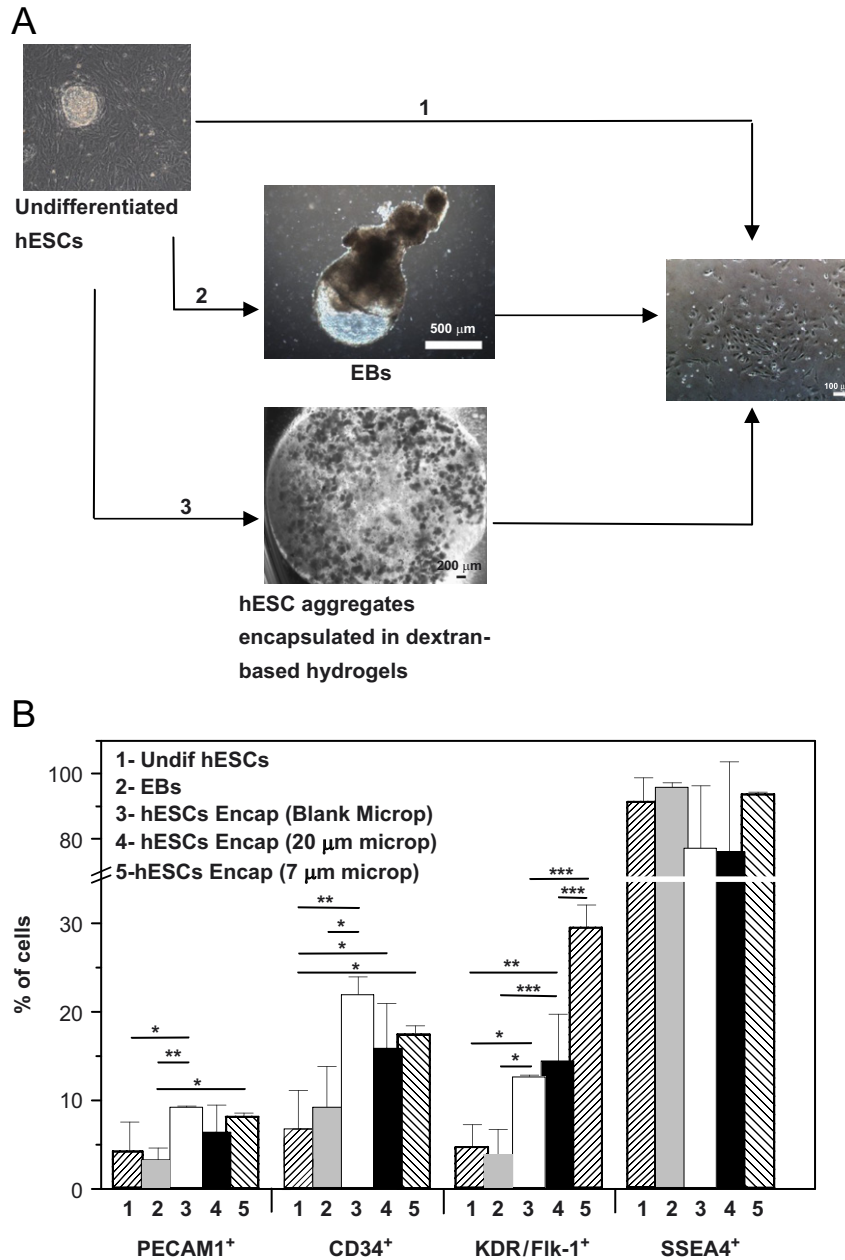 A
1
Undifferentiated
hESCs
2
500 μm
EBs
100 μm
3
200 μm
hESC aggregates
encapsulated in dextran-
based hydrogels
B
1- Undif hESCs
2- EBs
3- hESCs Encap (Blank Microp)
4- hESCs Encap (20 μm microp)
5-hESCs Encap (7 μm microp)
% of cells
100
80
30
20
10
0
* ** *
** * * *
** *** * * *** ***
1 2 3 4 5 1 2 3 4 5 1 2 3 4 5 1 2 3 4 5
PECAM1⁺ CD34⁺ KDR/Flk-1⁺ SSEA4⁺